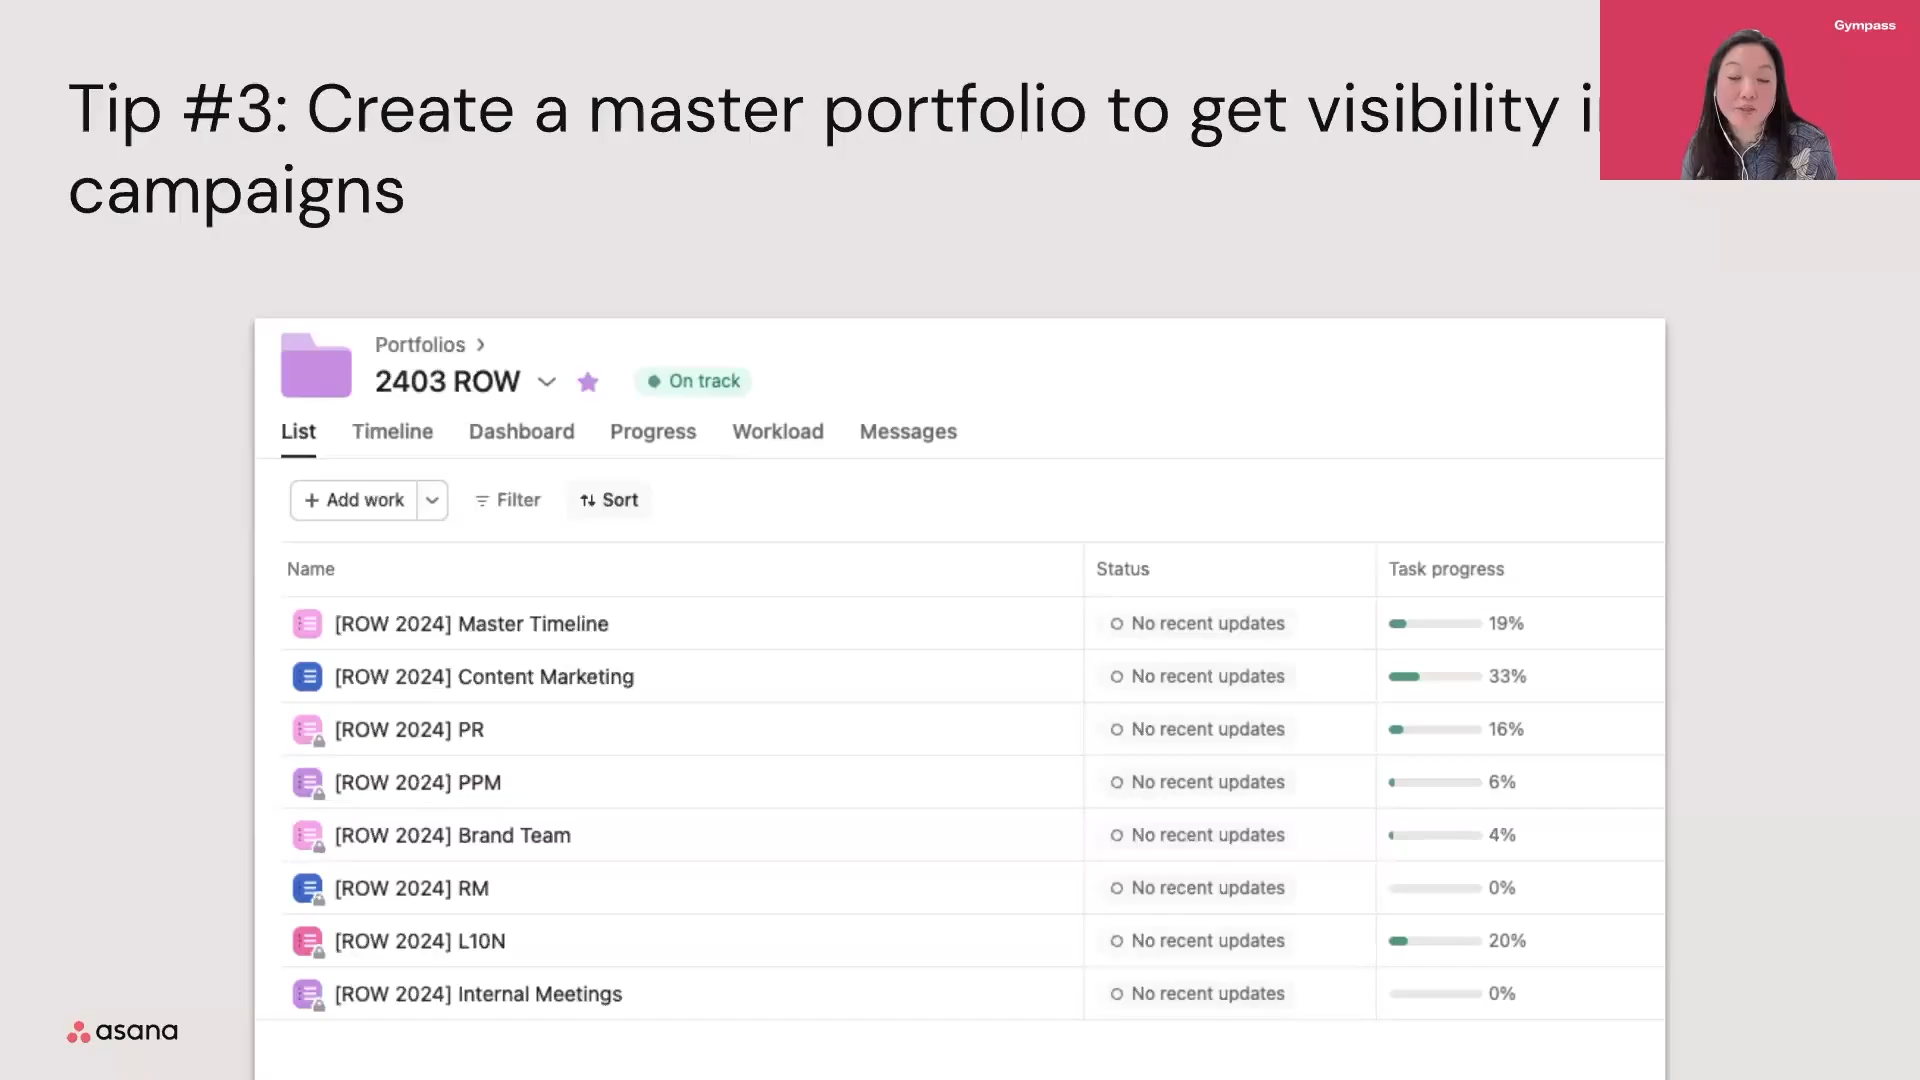 Gympass
Tip #3: Create a master portfolio to get visibility
campaigns
Portfolios
2403 ROW
On track
List Timeline Dashboard Progress Workload Messages
+ Add work Filter Sort
Name Status Task progress
[ROW 2024] Master Timeline No recent updates 19%
[ROW 2024] Content Marketing No recent updates 33%
[ROW 2024] PR No recent updates 16%
[ROW 2024] PPM No recent updates 6%
[ROW 2024] Brand Team No recent updates 4%
[ROW 2024] RM No recent updates 0%
[ROW 2024] L10N No recent updates 20%
[ROW 2024] Internal Meetings No recent updates 0%
asana